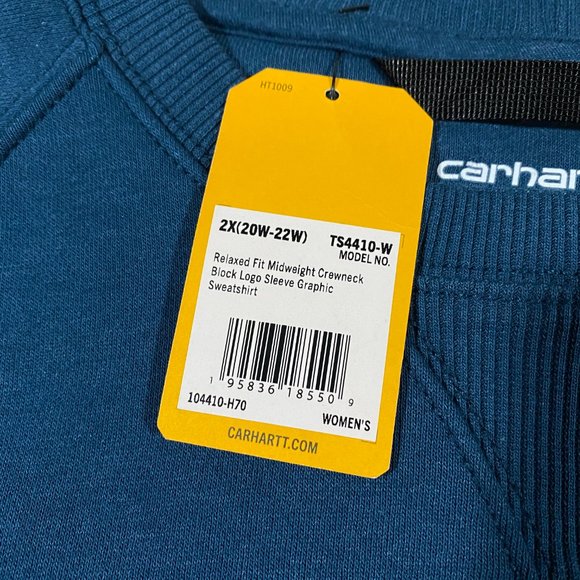 HT1009
carhart
2X(20W-22W) TS4410-W
MODEL NO.
Relaxed Fit Midweight Crewneck
Block Logo Sleeve Graphic
Sweatshirt
1 95836 18550 9
104410-H70 WOMEN'S
CARHARTT.COM